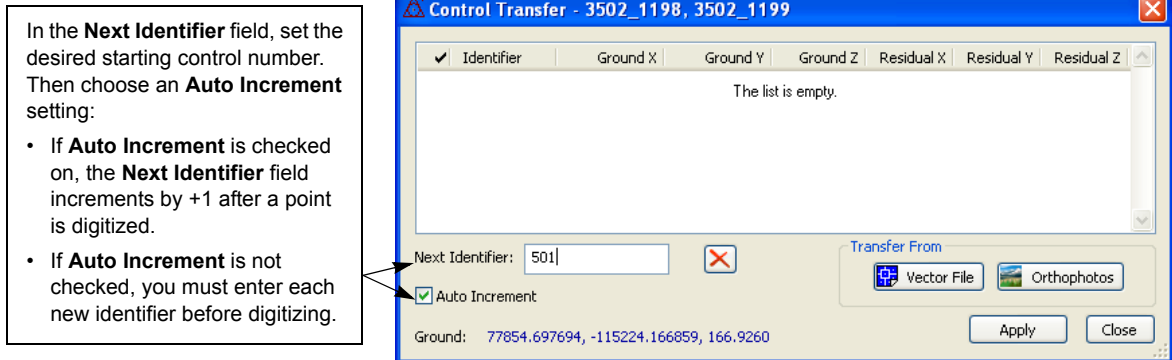 In the Next Identifier field, set the
desired starting control number.
Then choose an Auto Increment
setting:
• If Auto Increment is checked
on, the Next Identifier field
increments by +1 after a point
is digitized.
• If Auto Increment is not
checked, you must enter each
new identifier before digitizing.
Control Transfer - 3502_1198, 3502_1199
Identifier Ground X Ground Y Ground Z Residual X Residual Y Residual Z
The list is empty.
Next Identifier: 501
Transfer From
Vector File Orthophotos
Auto Increment
Ground: 77854.697694, -115224.166859, 166.9260
Apply Close